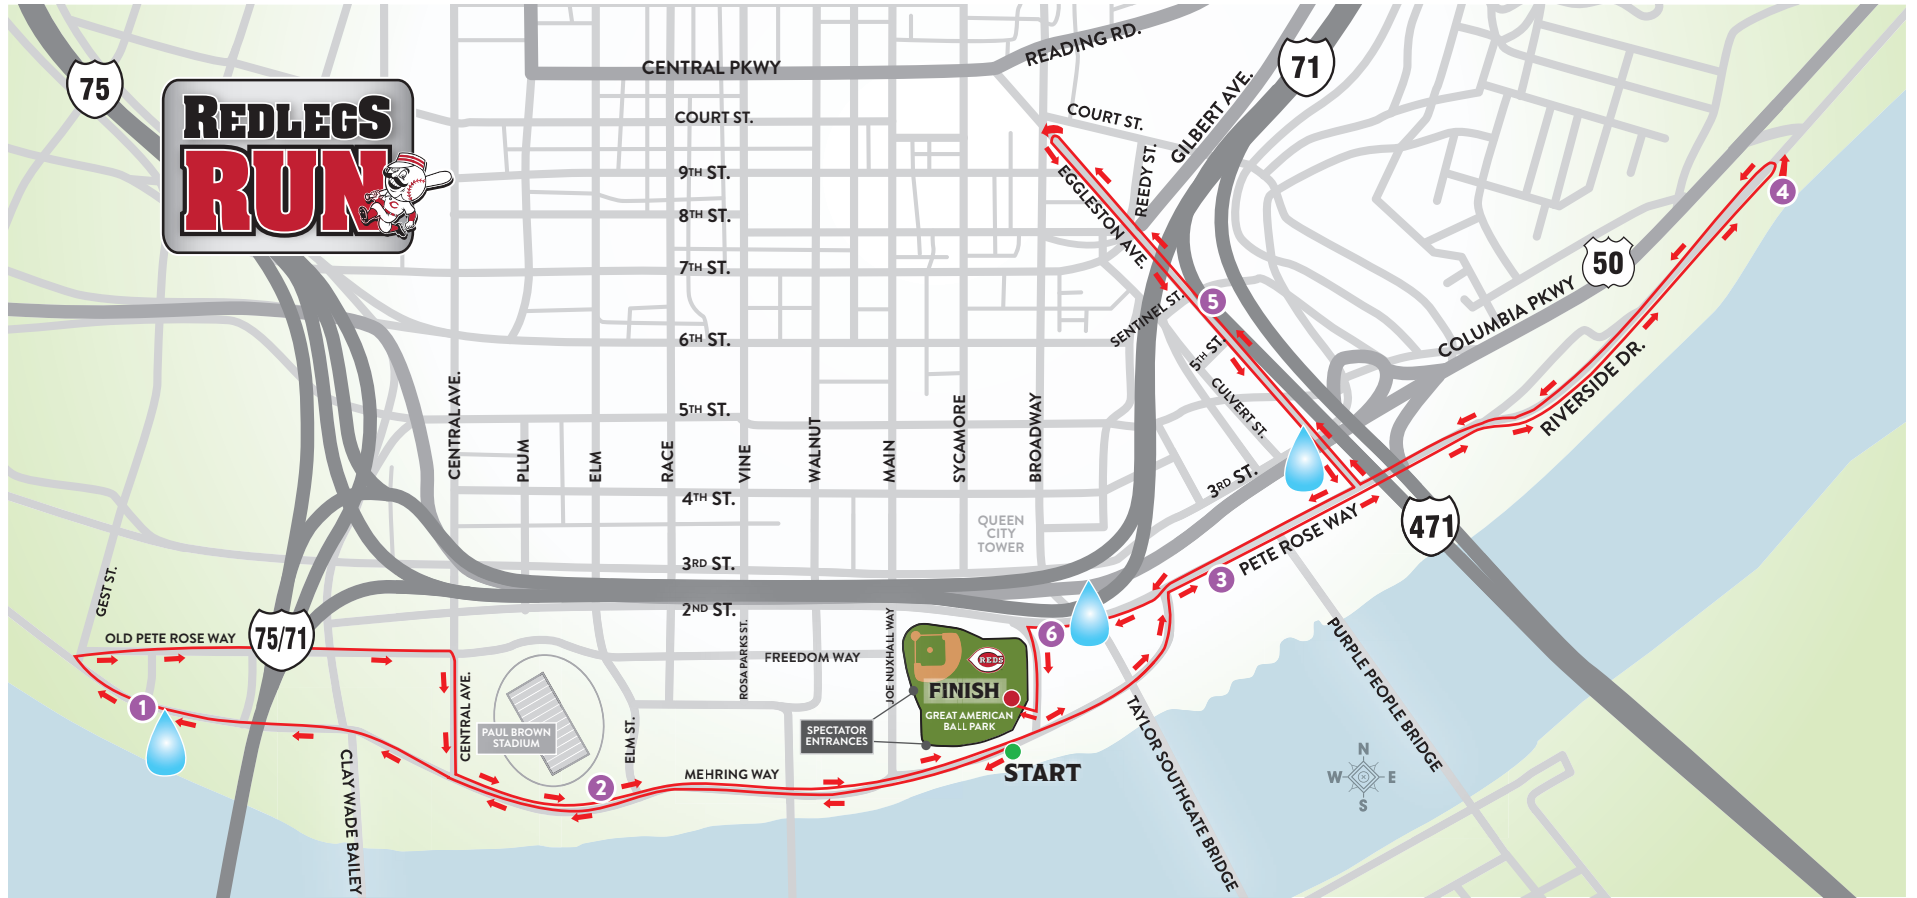 75
REDLEGS
RUN
CENTRAL PKWY
READING RD.
71
COURT ST.
COURT ST.
GILBERT AVE.
9TH ST.
REEDY ST.
EGGLESTON AVE.
4
8TH ST.
7TH ST.
50
SENTINEL ST.
5
COLUMBIA PKWY
6TH ST.
5TH ST.
RIVERSIDE DR.
CULVERT ST.
5TH ST.
CENTRAL AVE.
PLUM
ELM
RACE
VINE
WALNUT
MAIN
SYCAMORE
BROADWAY
3RD ST.
4TH ST.
QUEEN
CITY
TOWER
PETE ROSE WAY
471
3RD ST.
3
GEST ST.
2ND ST.
75/71
OLD PETE ROSE WAY
ROSA PARKS ST.
FREEDOM WAY
JOE NUXHALL WAY
REDS
6
PURPLE PEOPLE BRIDGE
FINISH
GREAT AMERICAN
BALL PARK
1
CENTRAL AVE.
PAUL BROWN
STADIUM
ELM ST.
SPECTATOR
ENTRANCES
TAYLOR SOUTHGATE BRIDGE
CLAY WADE BAILEY
2
MEHRING WAY
START
N
W
E
S